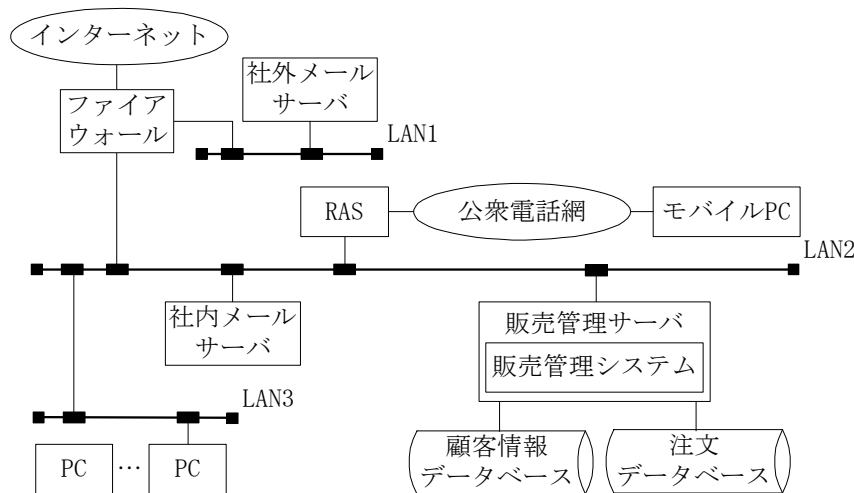 インターネット
ファイア
ウォール
社外メール
サーバ
LAN1
RAS
公衆電話網
モバイルPC
LAN2
社内メール
サーバ
販売管理サーバ
販売管理システム
LAN3
PC
…
PC
顧客情報
データベース
注文
データベース